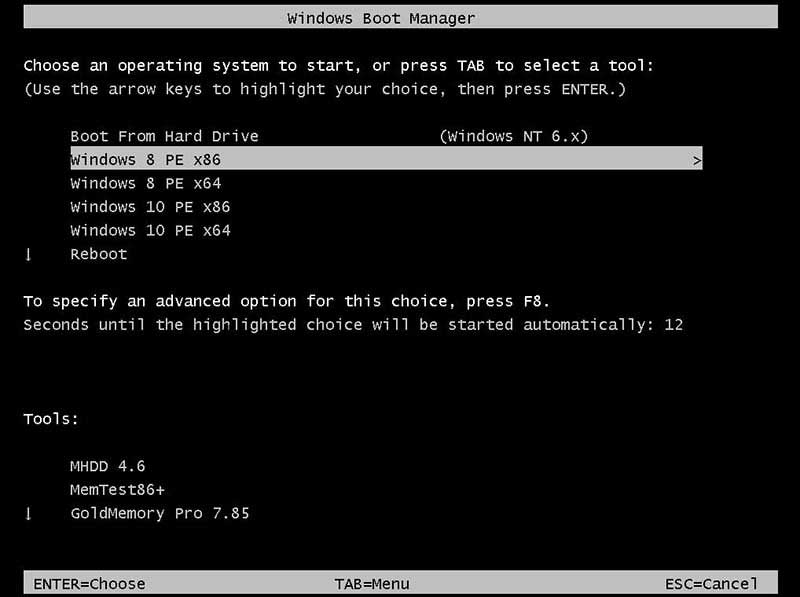 Windows Boot Manager
Choose an operating system to start, or press TAB to select a tool:
(Use the arrow keys to highlight your choice, then press ENTER.)
Boot From Hard Drive (Windows NT 6.x)
Windows 8 PE x86 >
Windows 8 PE x64
Windows 10 PE x86
Windows 10 PE x64
↓ Reboot
To specify an advanced option for this choice, press F8.
Seconds until the highlighted choice will be started automatically: 12
Tools:
MHDD 4.6
MemTest86+
↓ GoldMemory Pro 7.85
ENTER=Choose TAB=Menu ESC=Cancel